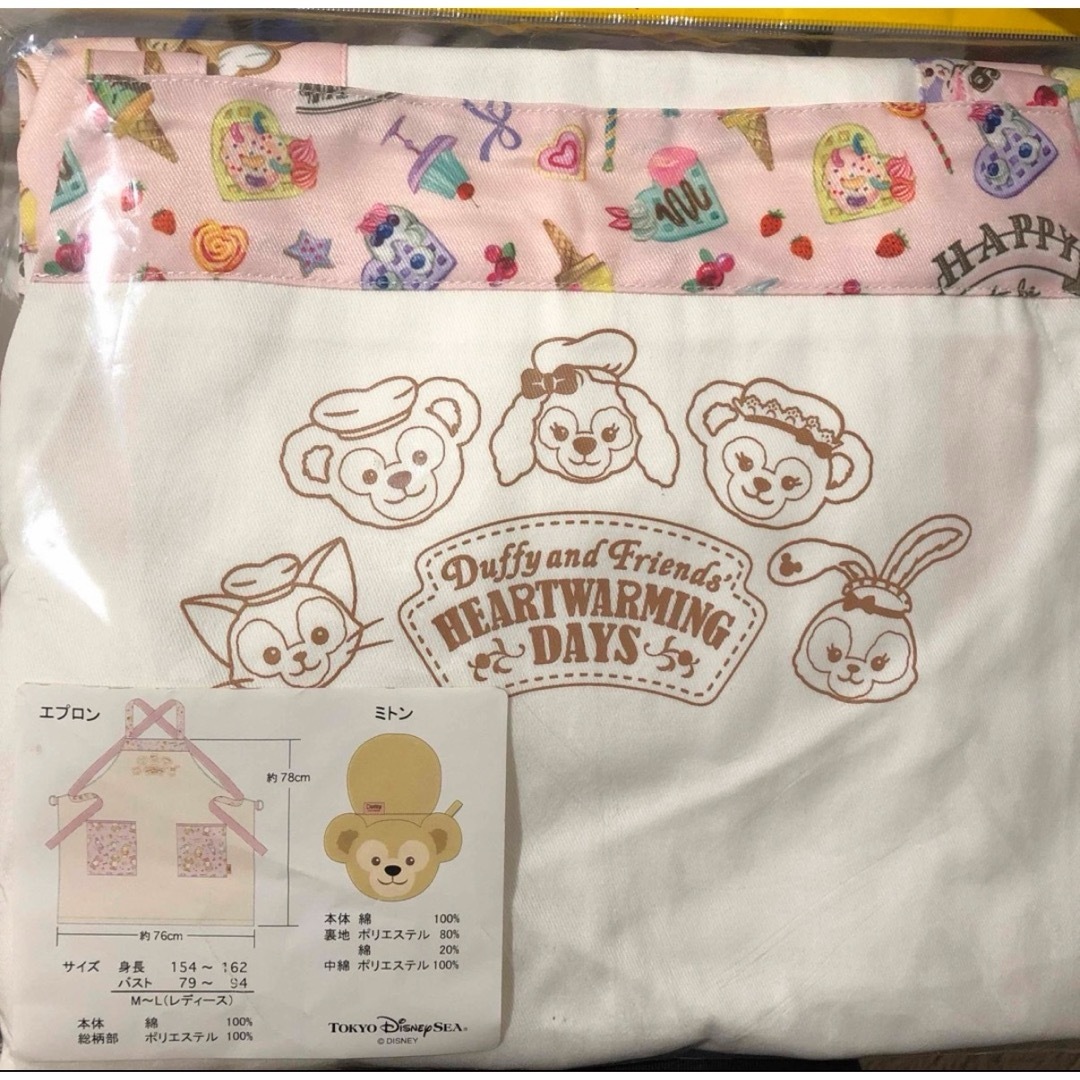 HAPPY
to be
Duffy and Friends'
HEARTWARMING
DAYS
エプロン
ミトン
約78cm
約76cm
サイズ 身長 154～162
バスト 79～94
M～L(レディース)
本体 綿 100%
総柄部 ポリエステル 100%
本体 綿 100%
裏地 ポリエステル 80%
綿 20%
中綿 ポリエステル 100%
TOKYO DISNEY SEA®
© DISNEY